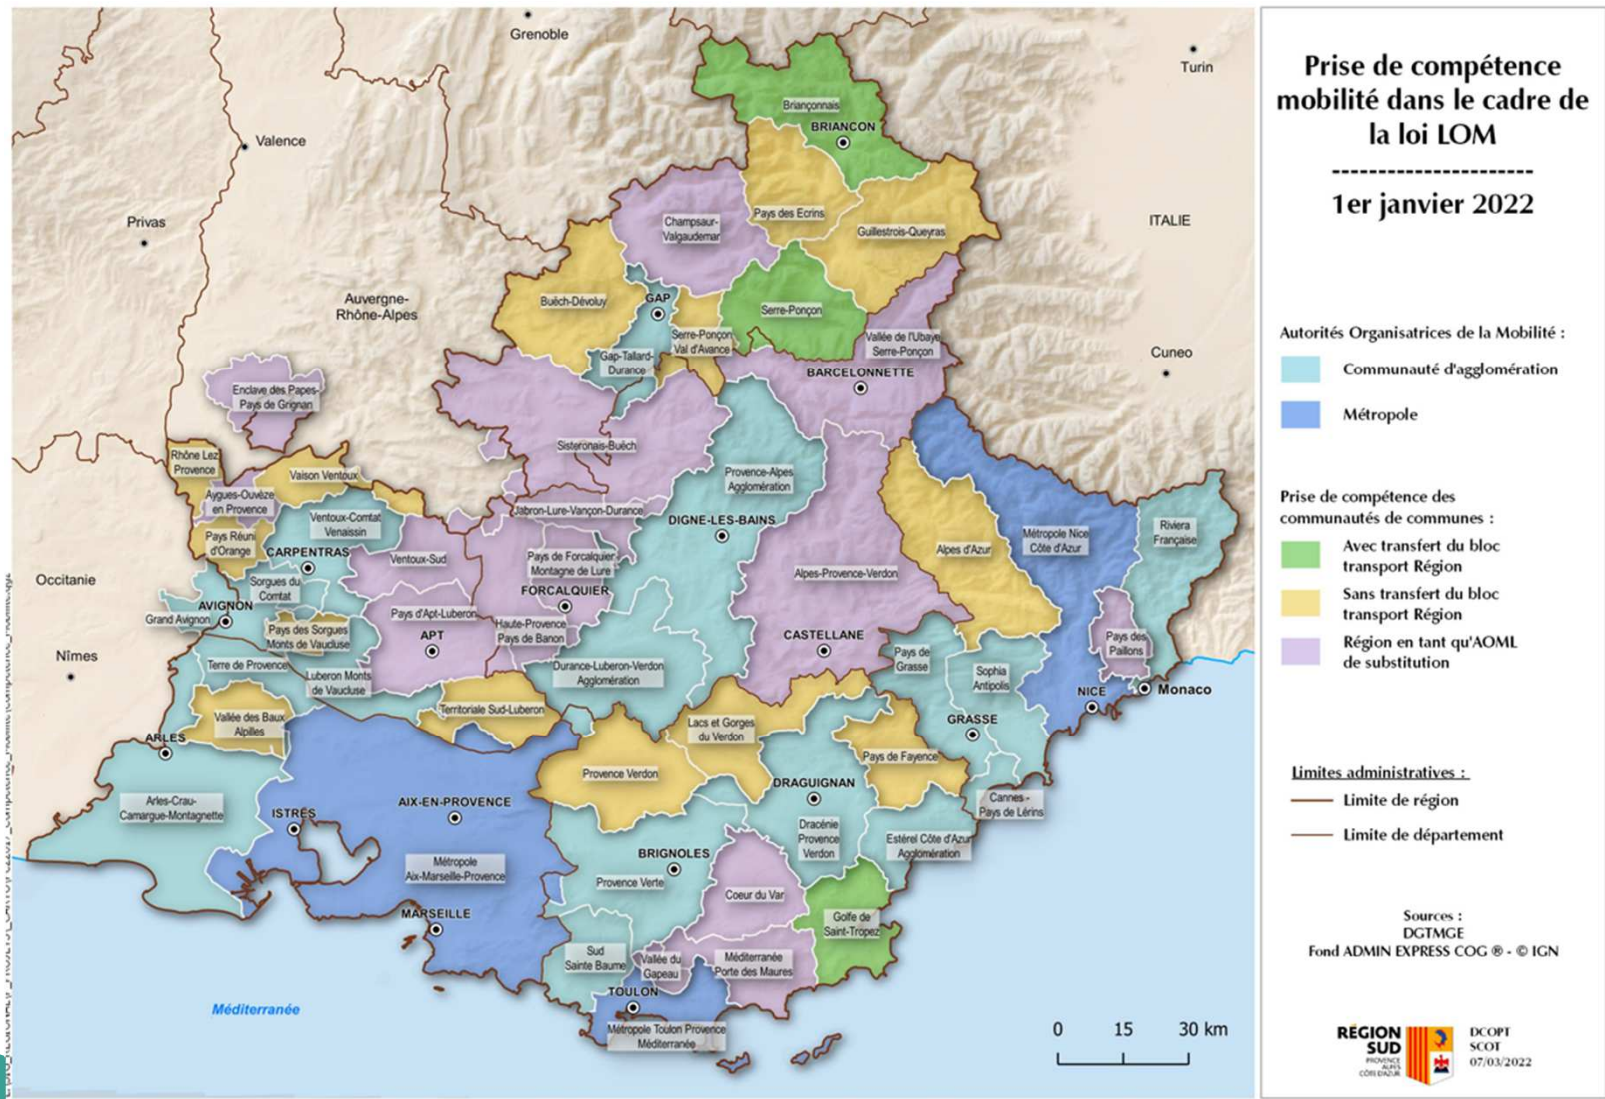 Grenoble
Turin
Valence
Privas
ITALIE
Auvergne-
Rhône-Alpes
Cuneo
Occitanie
Nîmes
Monaco
Méditerranée
Briançonnais
BRIANCON
Pays des Ecrins
Champsaur-
Valgaudemar
Guillestrois-Queyras
Buëch-Dévoluy
GAP
Serre-Ponçon
Serre-Ponçon
Val d'Avance
Gap-Tallard-
Durance
Vallée de l'Ubaye
Serre-Ponçon
BARCELONNETTE
Enclave des Papes-
Pays de Grignan
Sisteronais-Buëch
Rhône Lez
Provence
Vaison Ventoux
Provence-Alpes
Agglomération
Aygues-Ouvèze
en Provence
Jabron-Lure-Vançon-Durance
Ventoux-Comtat
Venaissin
DIGNE-LES-BAINS
Pays Réuni
d'Orange
CARPENTRAS
Ventoux-Sud
Pays de Forcalquier
Montagne de Lure
Alpes d'Azur
Métropole Nice
Côte d'Azur
Riviera
Française
Alpes-Provence-Verdon
Sorgues du
Comtat
FORCALQUIER
AVIGNON
Grand Avignon
Pays d'Apt-Luberon
Haute-Provence
Pays de Banon
Pays des Sorgues
Monts de Vaucluse
APT
CASTELLANE
Pays des
Paillons
Pays de
Grasse
Terre de Provence
Luberon Monts
de Vaucluse
Durance-Luberon-Verdon
Agglomération
Sophia
Antipolis
NICE
Territoriale Sud-Luberon
Vallée des Baux
Alpilles
Lacs et Gorges
du Verdon
GRASSE
ARLES
Pays de Fayence
Provence Verdon
DRAGUIGNAN
Arles-Crau-
Camargue-Montagnette
AIX-EN-PROVENCE
ISTRES
Cannes -
Pays de Lérins
Dracénie
Provence
Verdon
Estérel Côte d'Azur
Agglomération
BRIGNOLES
Métropole
Aix-Marseille-Provence
Provence Verte
Coeur du Var
MARSEILLE
Golfe de
Saint-Tropez
Sud
Sainte Baume
Vallée du
Gapeau
Méditerranée
Porte des Maures
TOULON
Métropole Toulon Provence
Méditerranée
0 15 30 km
Prise de compétence
mobilité dans le cadre de
la loi LOM
----------------------
1er janvier 2022
Autorités Organisatrices de la Mobilité :
Communauté d'agglomération
Métropole
Prise de compétence des
communautés de communes :
Avec transfert du bloc
transport Région
Sans transfert du bloc
transport Région
Région en tant qu'AOML
de substitution
Limites administratives :
Limite de région
Limite de département
Sources :
DGTMGE
Fond ADMIN EXPRESS COG ® - © IGN
RÉGION
SUD
PROVENCE
ALPES
CÔTE D'AZUR
DCOPT
SCOT
07/03/2022